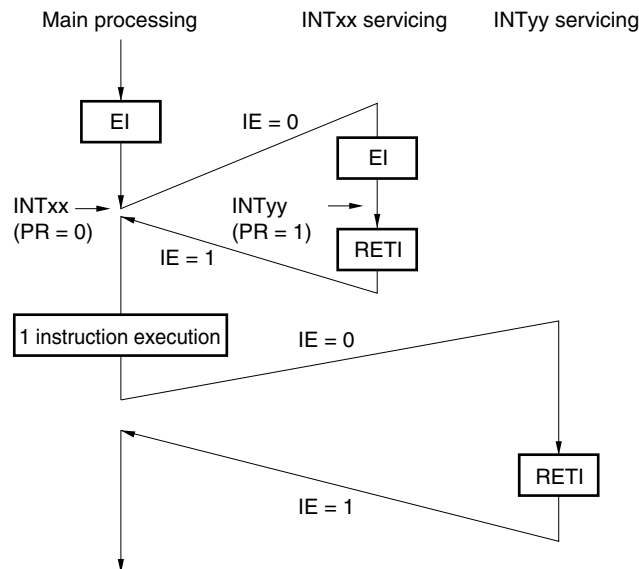 Main processing
INTxx servicing
INTyy servicing
EI
IE = 0
EI
INTxx
(PR = 0)
INTyy
(PR = 1)
RETI
IE = 1
1 instruction execution
IE = 0
RETI
IE = 1